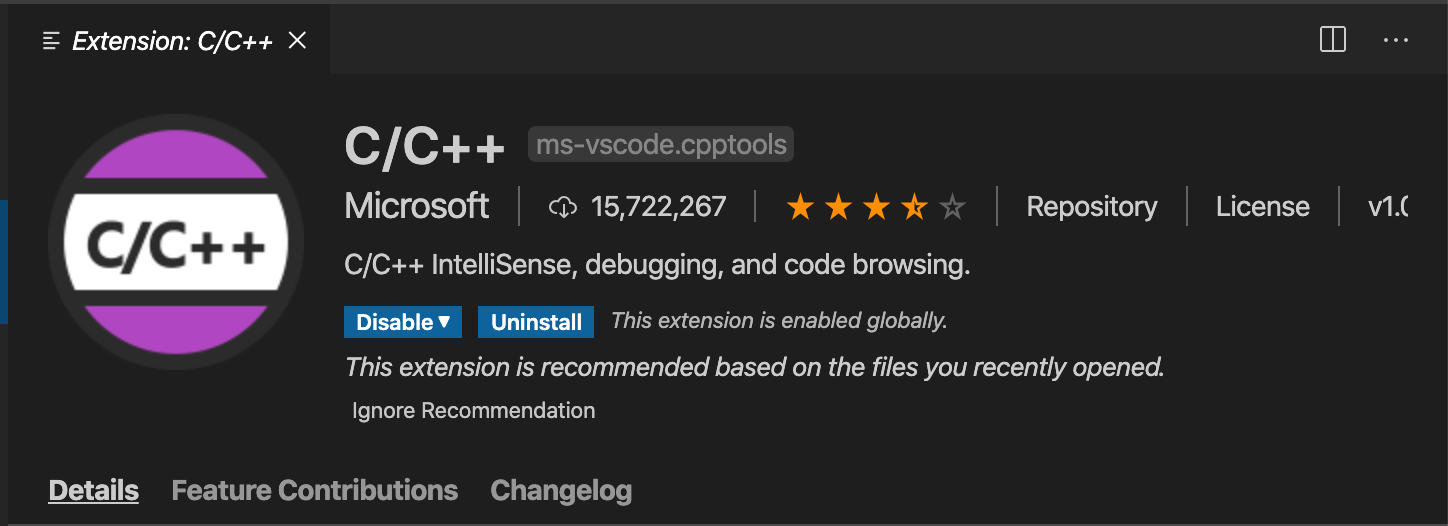 Extension: C/C++
C/C++
C/C++ ms-vscode.cpptools
Microsoft 15,722,267 Repository License v1.0
C/C++ IntelliSense, debugging, and code browsing.
Disable Uninstall This extension is enabled globally.
This extension is recommended based on the files you recently opened.
Ignore Recommendation
Details Feature Contributions Changelog